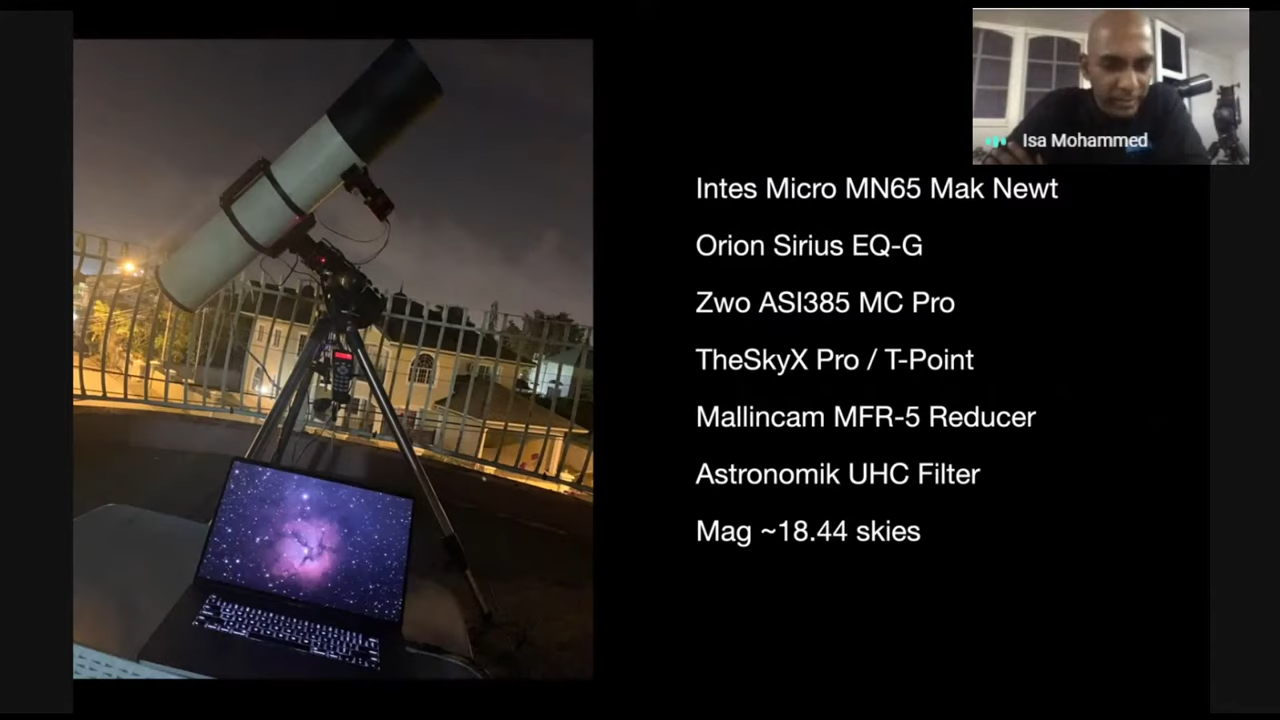 Isa Mohammed
Intes Micro MN65 Mak Newt
Orion Sirius EQ-G
Zwo ASI385 MC Pro
TheSkyX Pro / T-Point
Mallincam MFR-5 Reducer
Astronomik UHC Filter
Mag ~18.44 skies